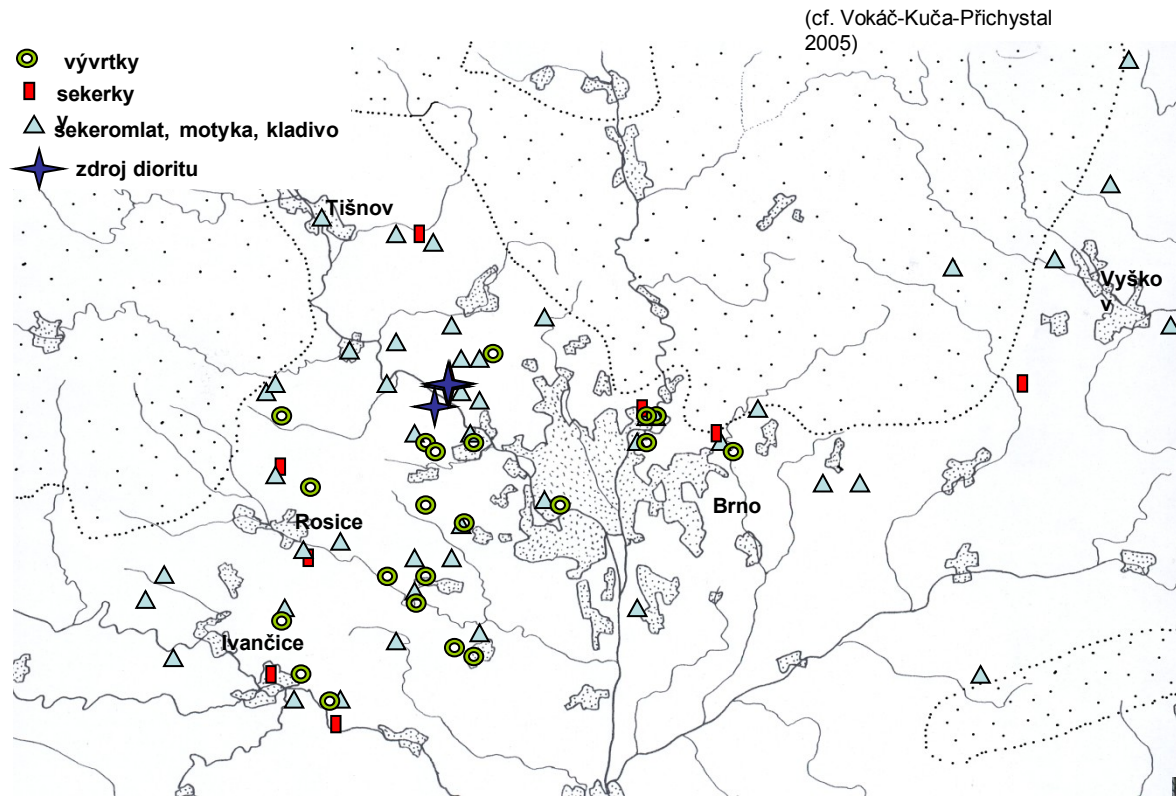 (cf. Vokáč-Kuča-Přichystal
2005)
vývrtky
sekerky
v
sekeromlat, motyka, kladivo
zdroj dioritu
Tišnov
Vyško
v
Brno
Rosice
Ivančice